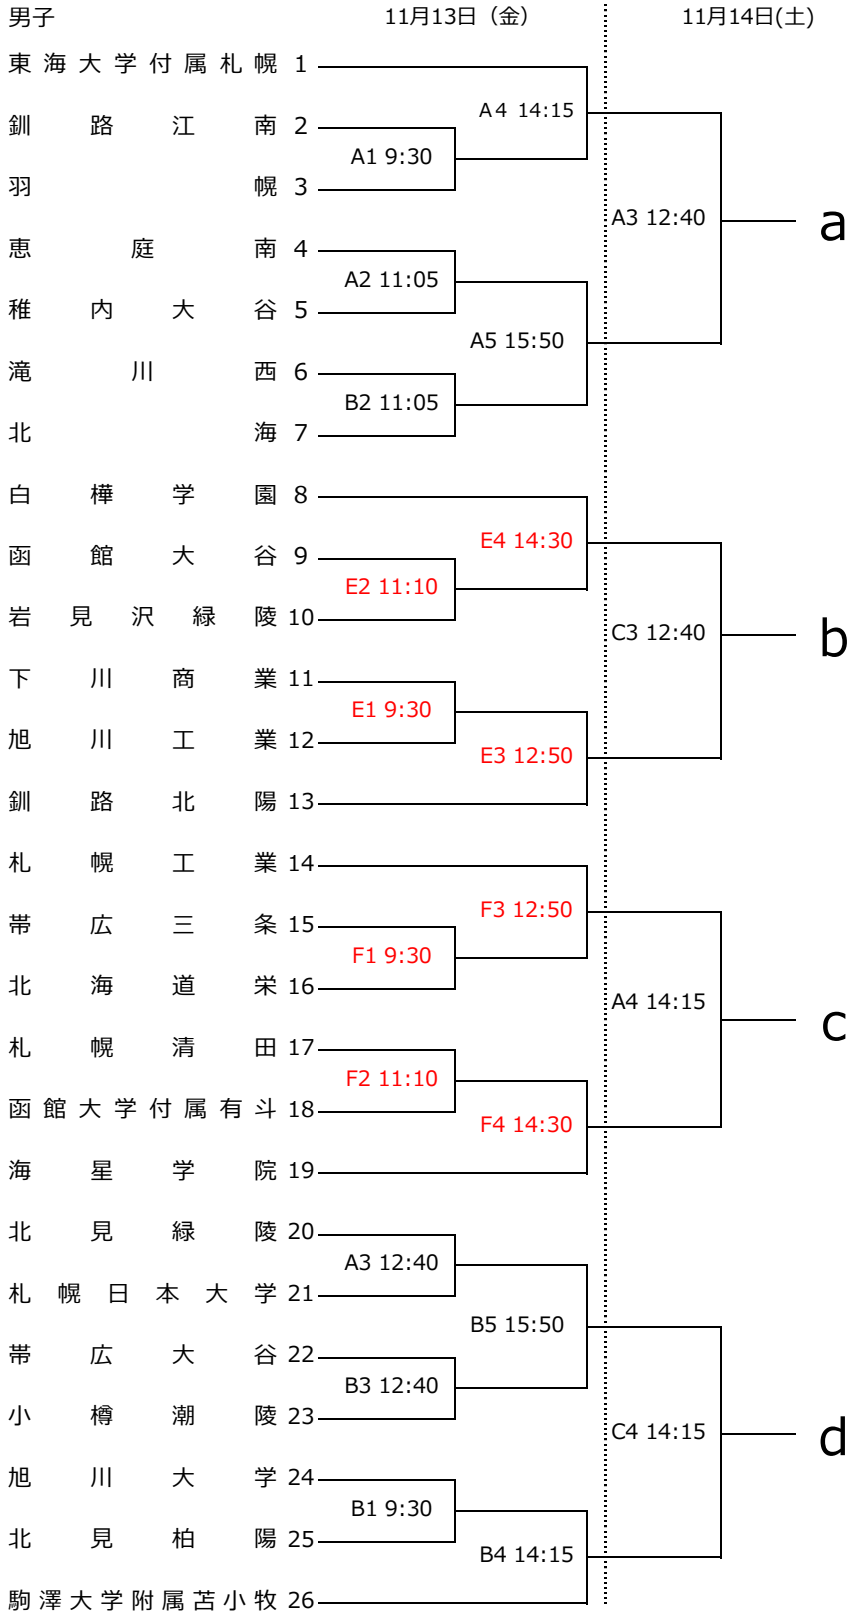 男子 11月13日（金） 11月14日(土)
東海大学付属札幌 1
A4 14:15
釧路江南 2
A1 9:30
羽幌 3
A3 12:40
a
恵庭南 4
A2 11:05
稚内大谷 5
A5 15:50
滝川西 6
B2 11:05
北海 7
白樺学園 8
E4 14:30
函館大谷 9
E2 11:10
岩見沢緑陵 10
C3 12:40
b
下川商業 11
E1 9:30
旭川工業 12
E3 12:50
釧路北陽 13
札幌工業 14
F3 12:50
帯広三条 15
F1 9:30
北海道栄 16
A4 14:15
c
札幌清田 17
F2 11:10
函館大学付属有斗 18
F4 14:30
海星学院 19
北見緑陵 20
A3 12:40
札幌日本大学 21
B5 15:50
帯広大谷 22
B3 12:40
小樽潮陵 23
C4 14:15
d
旭川大学 24
B1 9:30
北見柏陽 25
B4 14:15
駒澤大学附属苫小牧 26